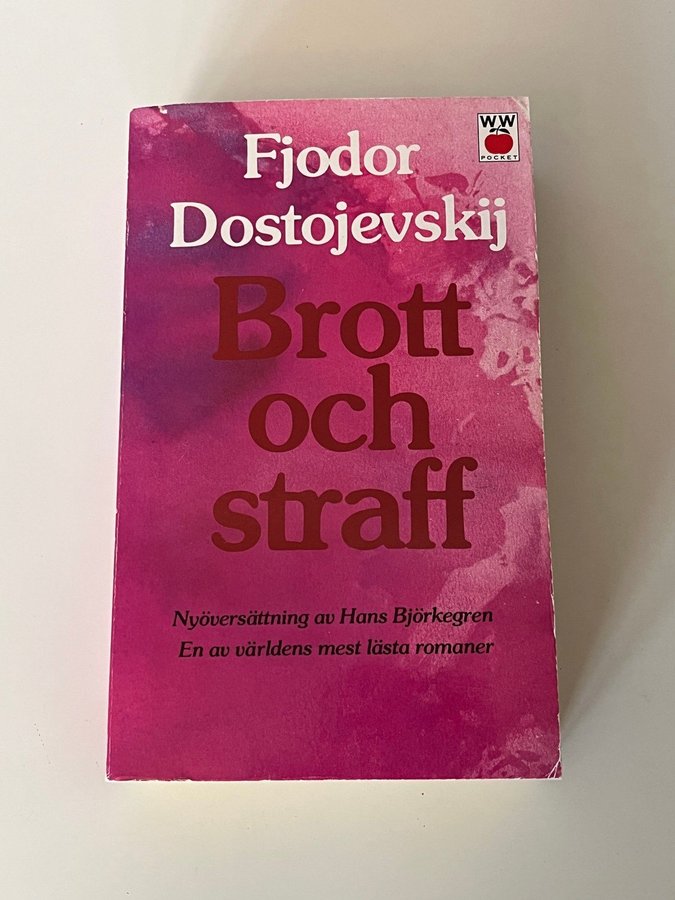 WW
POCKET
Fjodor
Dostojevskij
Brott
och
straff
Nyöversättning av Hans Björkegren
En av världens mest lästa romaner